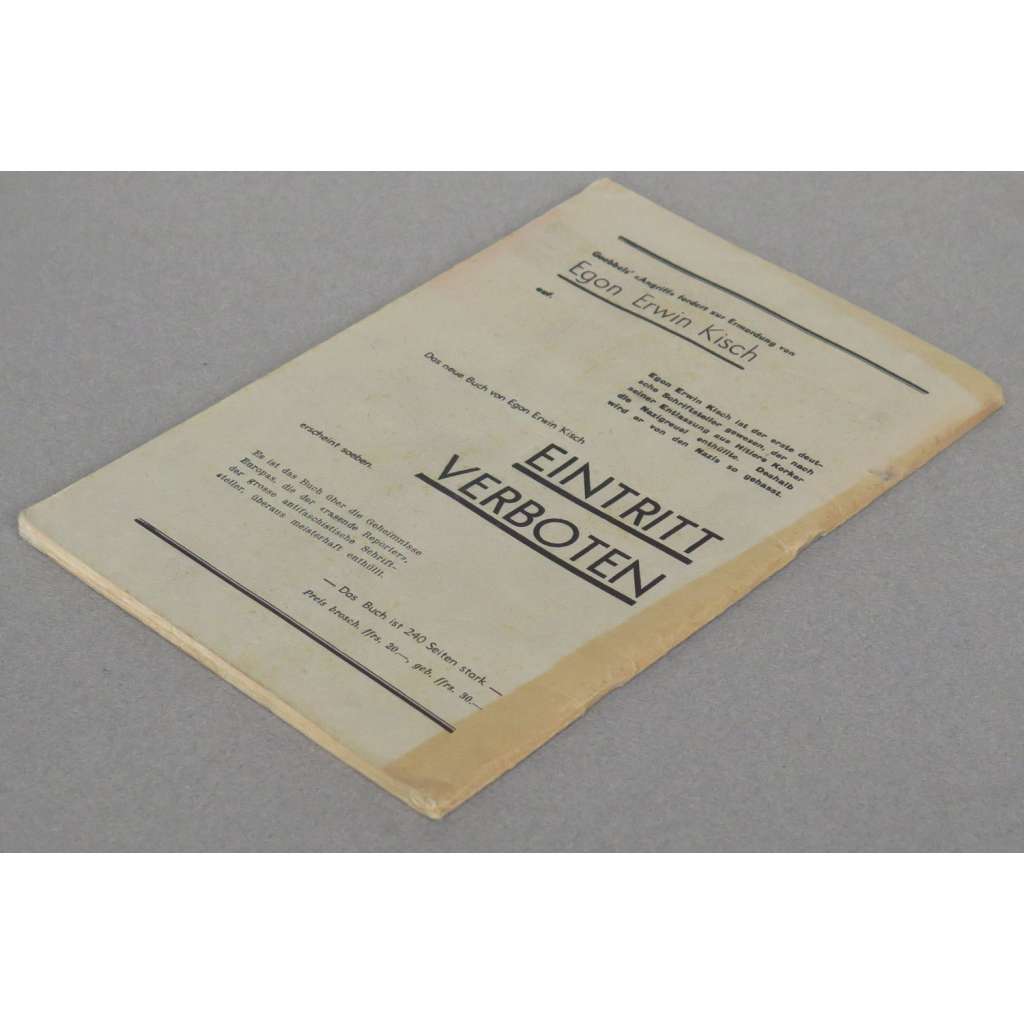 Goebbels' «Angriff» fordert zur Ermordung von
Egon Erwin Kisch
auf.
Egon Erwin Kisch ist der erste deut-
sche Schriftsteller gewesen, der nach
seiner Entlassung aus Hitlers Kerker
die Nazigreuel enthüllte. Deshalb
wird er von den Nazis so gehasst.
Das neue Buch von Egon Erwin Kisch
EINTRITT
VERBOTEN
erscheint soeben.
Es ist das Buch über die Geheimnisse
Europas, die der «rasende Reporter»,
der grosse antifaschistische Schrift-
steller, überaus meisterhaft enthüllt.
— Das Buch ist 240 Seiten stark —
Preis brosch. ffrs. 20.—, geb. ffrs. 30.—